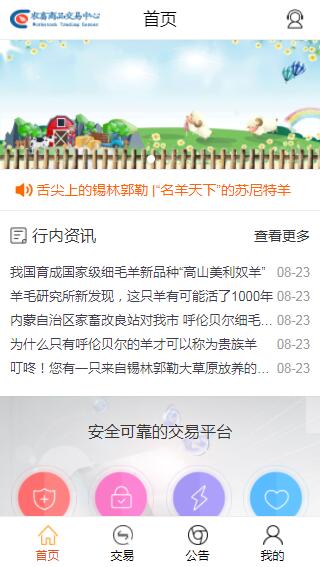 农畜商品交易中心
首页
舌尖上的锡林郭勒 |“名羊天下”的苏尼特羊
行内资讯
查看更多
我国育成国家级细毛羊新品种“高山美利奴羊” 08-23
羊毛研究所新发现，这只羊有可能活了1000年 08-23
内蒙自治区家畜改良站对我市 呼伦贝尔细毛... 08-23
为什么只有呼伦贝尔的羊才可以称为贵族羊 08-23
叮咚！您有一只来自锡林郭勒大草原放养的... 08-23
安全可靠的交易平台
首页
交易
公告
我的